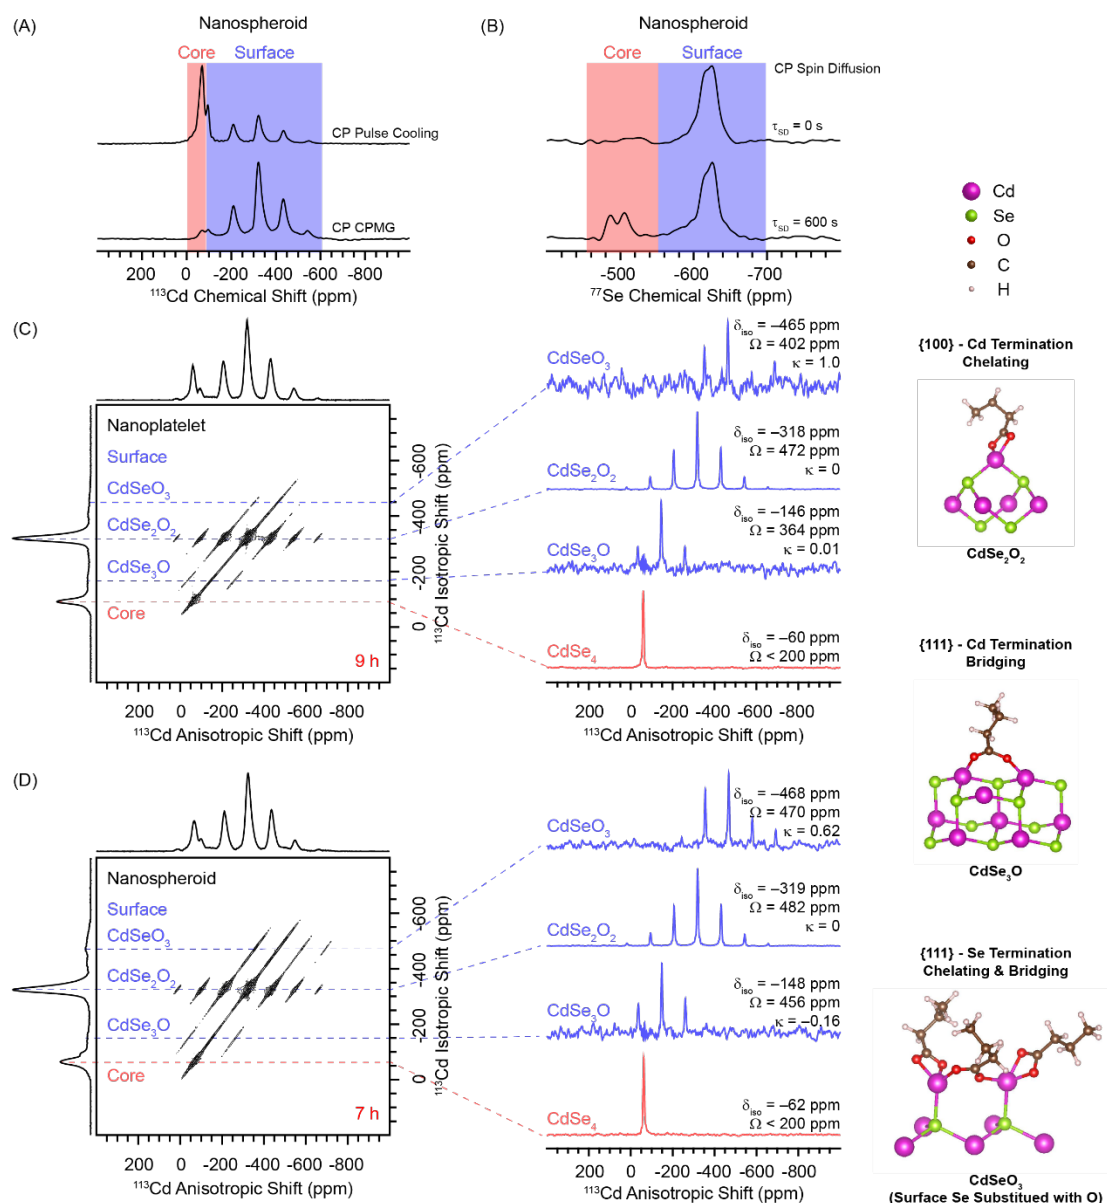 (A)
Nanospheroid
Core
Surface
CP Pulse Cooling
CP CPMG
200 0 -200 -400 -600 -800
¹¹³Cd Chemical Shift (ppm)
(B)
Nanospheroid
Core
Surface
CP Spin Diffusion
τSD = 0 s
τSD = 600 s
-500 -600 -700
⁷⁷Se Chemical Shift (ppm)
Cd
Se
O
C
H
(C)
Nanoplatelet
Surface
CdSeO₃
CdSe₂O₂
CdSe₃O
Core
9 h
200 0 -200 -400 -600 -800
¹¹³Cd Anisotropic Shift (ppm)
-600
-400
-200
0
¹¹³Cd Isotropic Shift (ppm)
CdSeO₃
δiso = −465 ppm
Ω = 402 ppm
κ = 1.0
CdSe₂O₂
δiso = −318 ppm
Ω = 472 ppm
κ = 0
CdSe₃O
δiso = −146 ppm
Ω = 364 ppm
κ = 0.01
CdSe₄
δiso = −60 ppm
Ω < 200 ppm
200 0 -200 -400 -600 -800
¹¹³Cd Anisotropic Shift (ppm)
{100} - Cd Termination
Chelating
CdSe₂O₂
{111} - Cd Termination
Bridging
CdSe₃O
(D)
Nanospheroid
Surface
CdSeO₃
CdSe₂O₂
CdSe₃O
Core
7 h
200 0 -200 -400 -600 -800
¹¹³Cd Anisotropic Shift (ppm)
-600
-400
-200
0
¹¹³Cd Isotropic Shift (ppm)
CdSeO₃
δiso = −468 ppm
Ω = 470 ppm
κ = 0.62
CdSe₂O₂
δiso = −319 ppm
Ω = 482 ppm
κ = 0
CdSe₃O
δiso = −148 ppm
Ω = 456 ppm
κ = −0.16
CdSe₄
δiso = −62 ppm
Ω < 200 ppm
200 0 -200 -400 -600 -800
¹¹³Cd Anisotropic Shift (ppm)
{111} - Se Termination
Chelating & Bridging
CdSeO₃
(Surface Se Substitued with O)